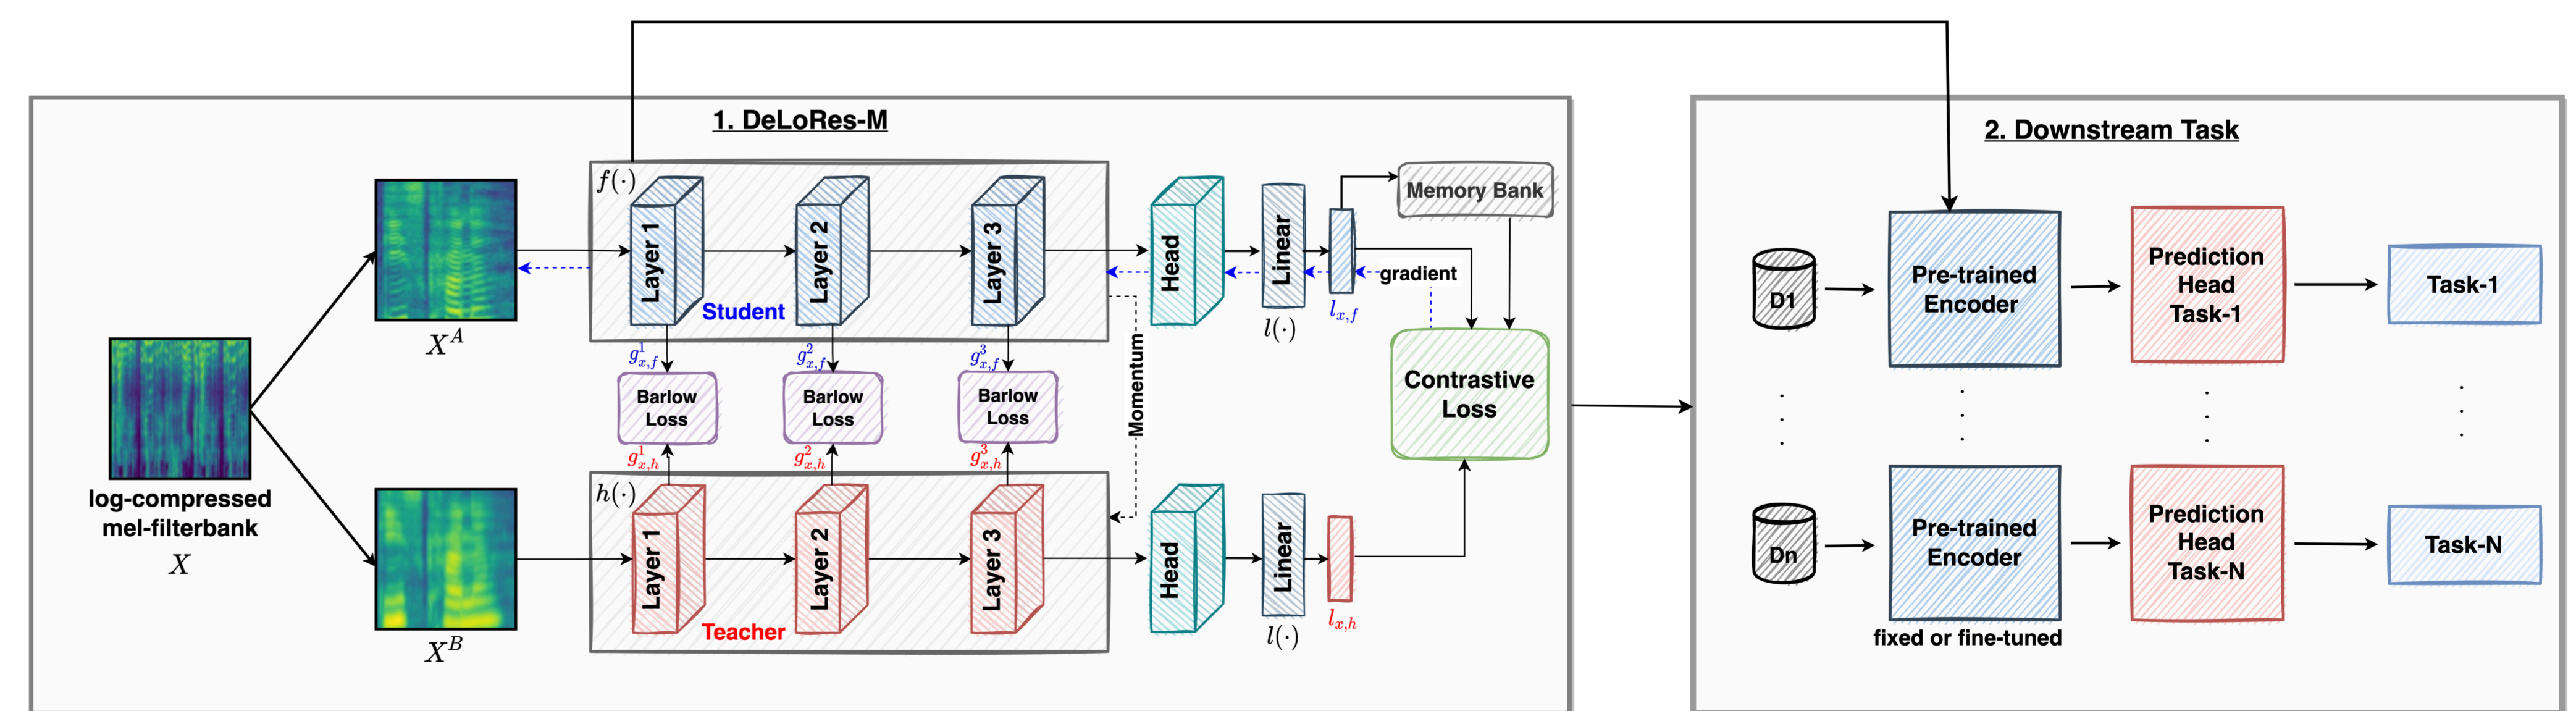 1. DeLoRes-M
f(·)
Layer 1
Layer 2
Layer 3
Student
Head
Linear
l(·)
l_{x,f}
Memory Bank
gradient
X^A
g^1_{x,f}
g^2_{x,f}
g^3_{x,f}
Barlow
Loss
Barlow
Loss
Barlow
Loss
Momentum
Contrastive
Loss
log-compressed
mel-filterbank
X
g^1_{x,h}
g^2_{x,h}
g^3_{x,h}
h(·)
Layer 1
Layer 2
Layer 3
Teacher
Head
Linear
l(·)
l_{x,h}
X^B
2. Downstream Task
D1
Pre-trained
Encoder
Prediction
Head
Task-1
Task-1
Dn
Pre-trained
Encoder
fixed or fine-tuned
Prediction
Head
Task-N
Task-N